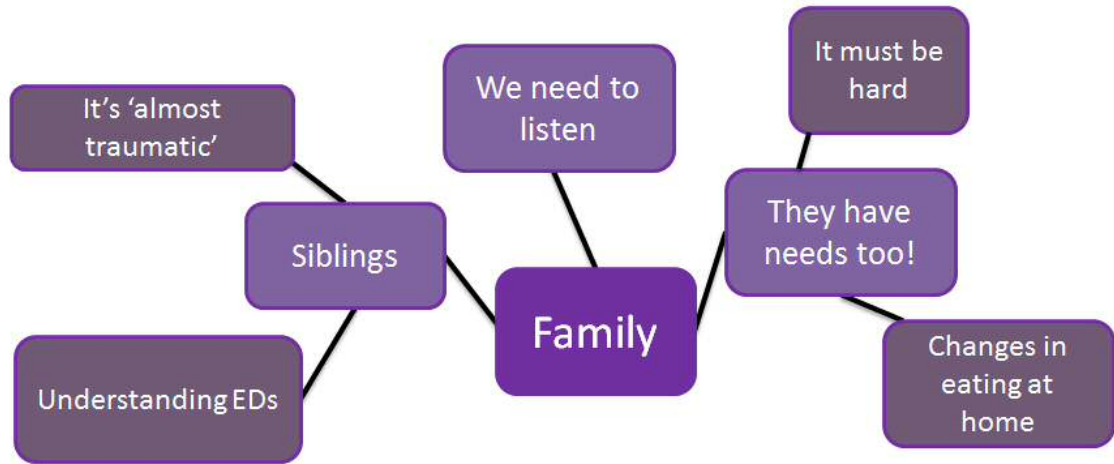 It's 'almost
traumatic'
Siblings
Understanding EDs
We need to
listen
Family
It must be
hard
They have
needs too!
Changes in
eating at
home